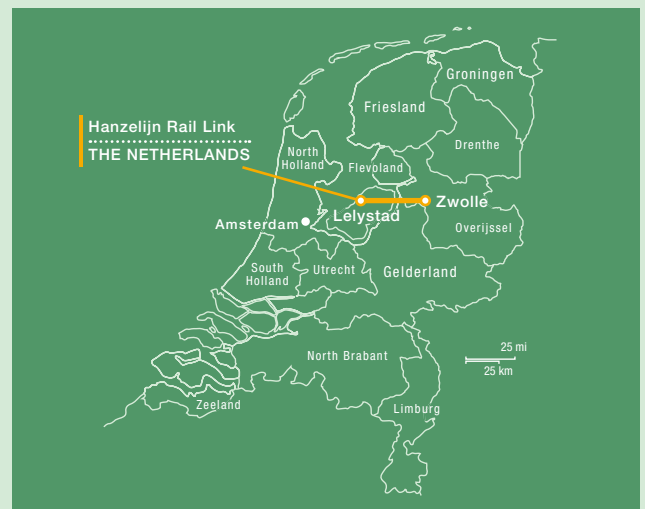 Groningen
Friesland
Hanzelijn Rail Link
THE NETHERLANDS
North
Holland
Drenthe
Flevoland
Zwolle
Lelystad
Amsterdam
Overijssel
South
Holland
Utrecht
Gelderland
25 mi
25 km
North Brabant
Zeeland
Limburg